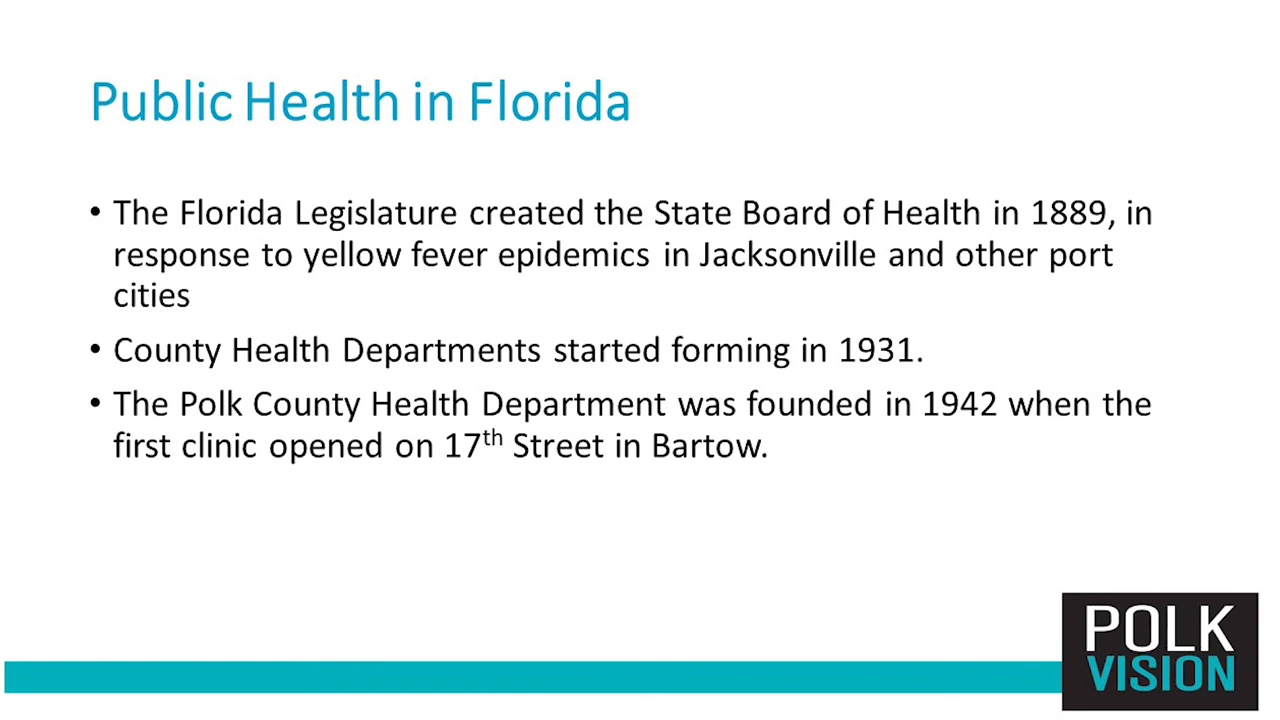 Public Health in Florida
• The Florida Legislature created the State Board of Health in 1889, in
response to yellow fever epidemics in Jacksonville and other port
cities
• County Health Departments started forming in 1931.
• The Polk County Health Department was founded in 1942 when the
first clinic opened on 17th Street in Bartow.
POLK
VISION